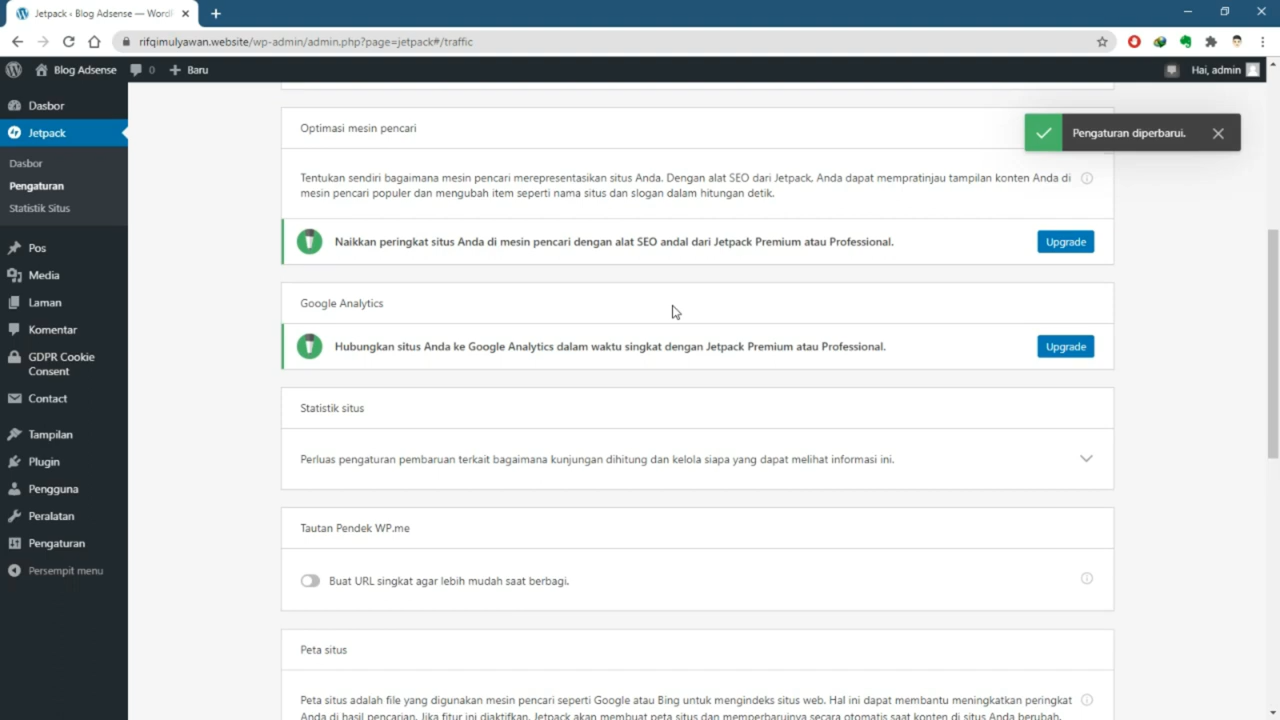 Jetpack ‹ Blog Adsense — Word
rifqimulyawan.website/wp-admin/admin.php?page=jetpack#/traffic
Blog Adsense
0
Baru
Hai, admin
Dasbor
Jetpack
Dasbor
Pengaturan
Statistik Situs
Pos
Media
Laman
Komentar
GDPR Cookie
Consent
Contact
Tampilan
Plugin
Pengguna
Peralatan
Pengaturan
Persempit menu
Pengaturan diperbarui.
Optimasi mesin pencari
Tentukan sendiri bagaimana mesin pencari merepresentasikan situs Anda. Dengan alat SEO dari Jetpack, Anda dapat mempratinjau tampilan konten Anda di
mesin pencari populer dan mengubah item seperti nama situs dan slogan dalam hitungan detik.
Naikkan peringkat situs Anda di mesin pencari dengan alat SEO andal dari Jetpack Premium atau Professional.
Upgrade
Google Analytics
Hubungkan situs Anda ke Google Analytics dalam waktu singkat dengan Jetpack Premium atau Professional.
Upgrade
Statistik situs
Perluas pengaturan pembaruan terkait bagaimana kunjungan dihitung dan kelola siapa yang dapat melihat informasi ini.
Tautan Pendek WP.me
Buat URL singkat agar lebih mudah saat berbagi.
Peta situs
Peta situs adalah file yang digunakan mesin pencari seperti Google atau Bing untuk mengindeks situs web. Hal ini dapat membantu meningkatkan peringkat
Anda di hasil pencarian. Jika fitur ini diaktifkan, Jetpack akan membuat peta situs dan memperbaruinya secara otomatis saat konten di situs Anda berubah.